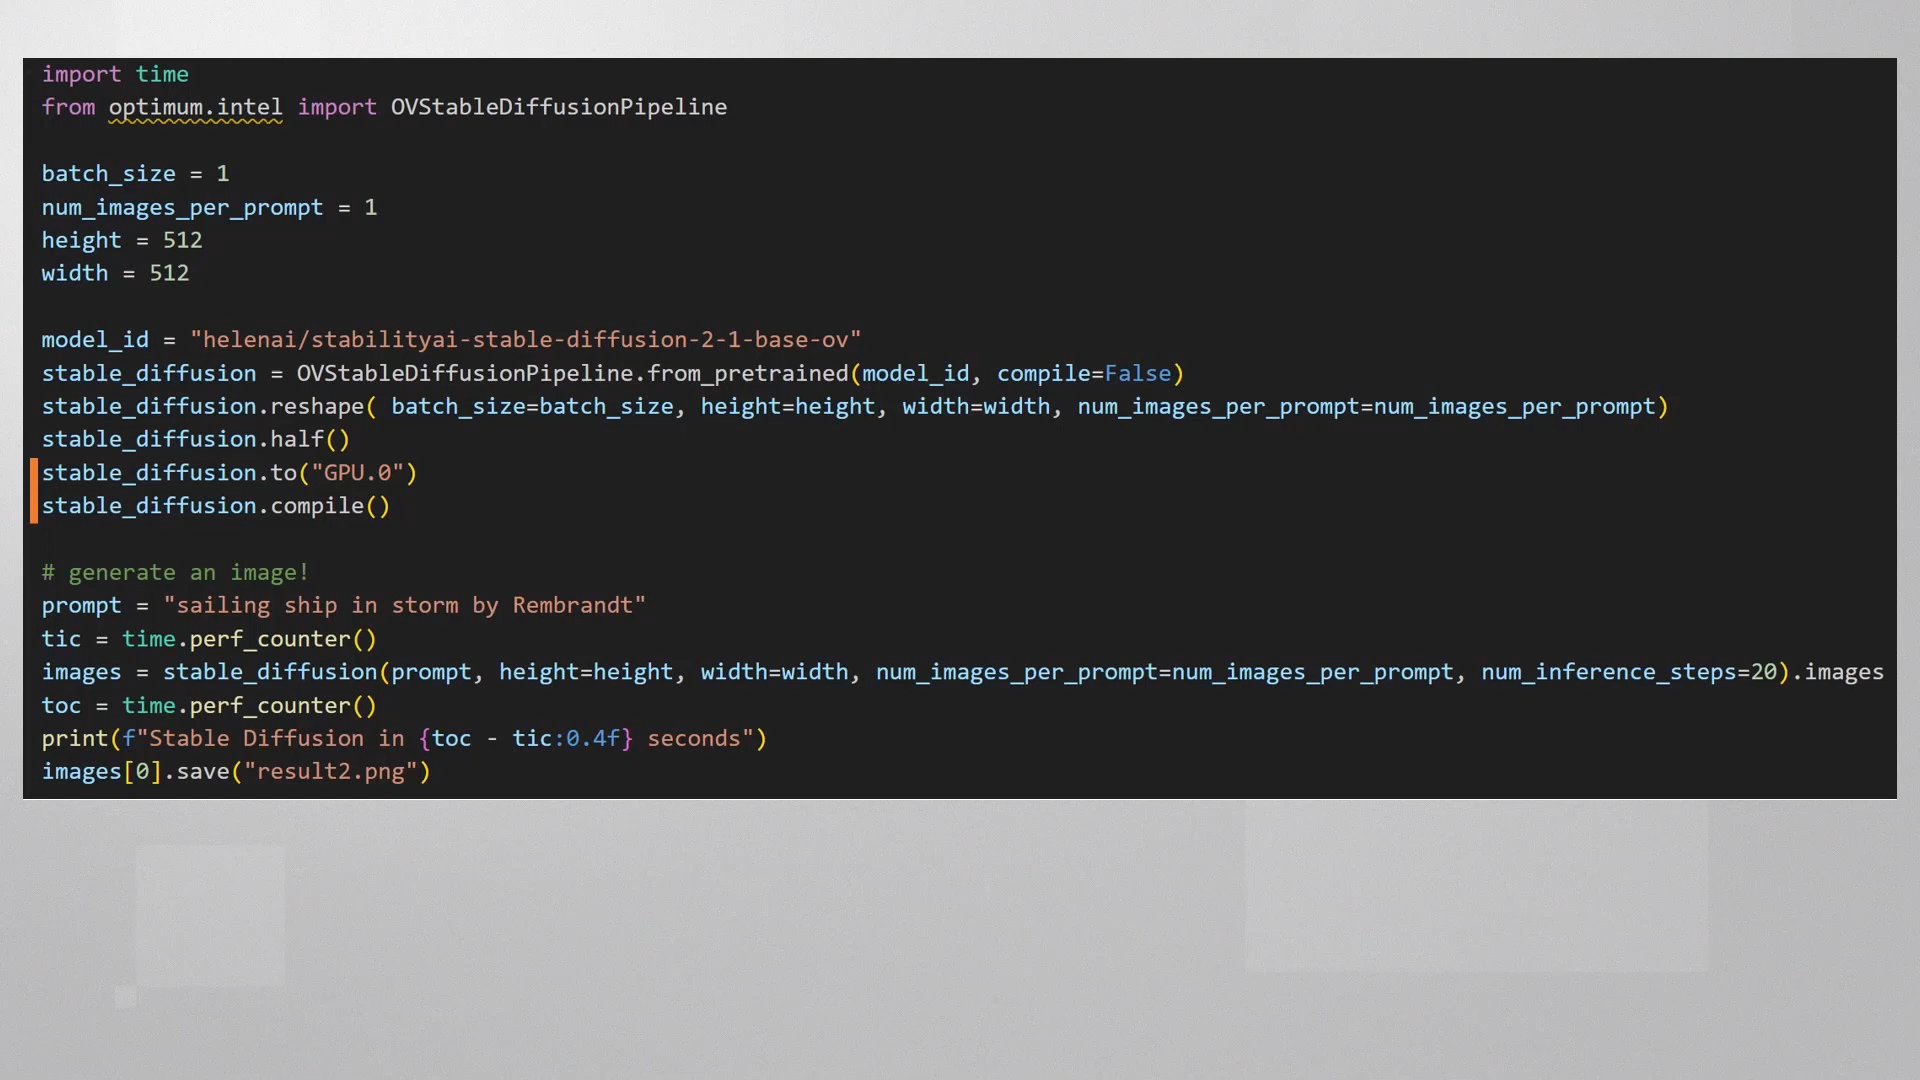 import time
from optimum.intel import OVStableDiffusionPipeline
batch_size = 1
num_images_per_prompt = 1
height = 512
width = 512
model_id = "helenai/stabilityai-stable-diffusion-2-1-base-ov"
stable_diffusion = OVStableDiffusionPipeline.from_pretrained(model_id, compile=False)
stable_diffusion.reshape( batch_size=batch_size, height=height, width=width, num_images_per_prompt=num_images_per_prompt)
stable_diffusion.half()
stable_diffusion.to("GPU.0")
stable_diffusion.compile()
# generate an image!
prompt = "sailing ship in storm by Rembrandt"
tic = time.perf_counter()
images = stable_diffusion(prompt, height=height, width=width, num_images_per_prompt=num_images_per_prompt, num_inference_steps=20).images
toc = time.perf_counter()
print(f"Stable Diffusion in {toc - tic:0.4f} seconds")
images[0].save("result2.png")